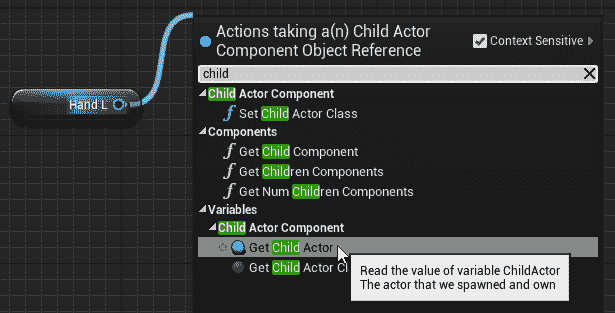 Actions taking a(n) Child Actor
Component Object Reference
Context Sensitive
child
Hand L
Child Actor Component
Set Child Actor Class
Components
Get Child Component
Get Children Components
Get Num Children Components
Variables
Child Actor Component
Get Child Actor
Get Child Actor Cl
Read the value of variable ChildActor
The actor that we spawned and own